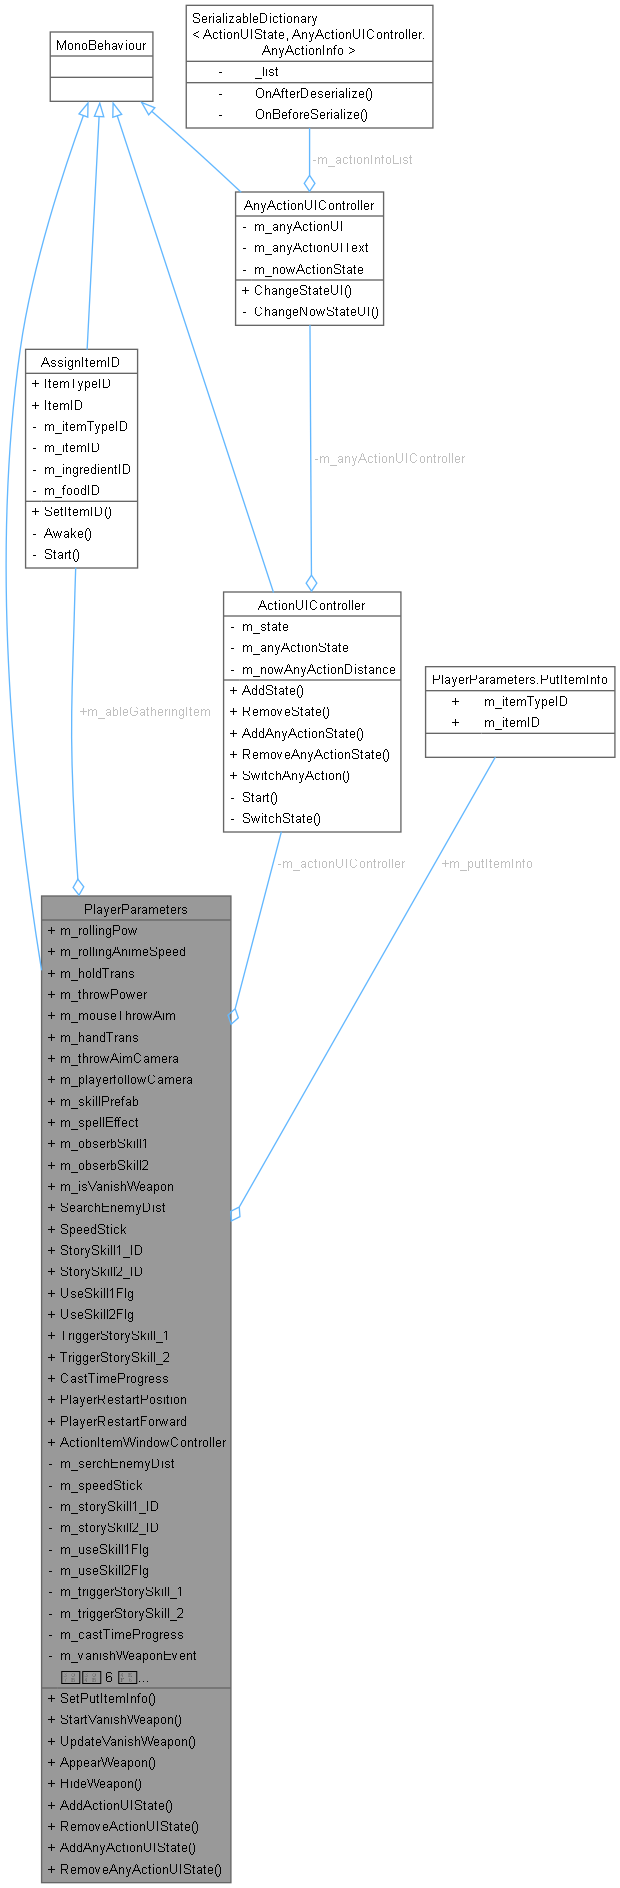 MonoBehaviour
SerializableDictionary
< ActionUIState, AnyActionUIController.
AnyActionInfo >
- _list
- OnAfterDeserialize()
- OnBeforeSerialize()
-m_actionInfoList
AnyActionUIController
- m_anyActionUI
- m_anyActionUIText
- m_nowActionState
+ ChangeStateUI()
- ChangeNowStateUI()
-m_anyActionUIController
AssignItemID
+ ItemTypeID
+ ItemID
- m_itemTypeID
- m_itemID
- m_ingredientID
- m_foodID
+ SetItemID()
- Awake()
- Start()
+m_ableGatheringItem
ActionUIController
- m_state
- m_anyActionState
- m_nowAnyActionDistance
+ AddState()
+ RemoveState()
+ AddAnyActionState()
+ RemoveAnyActionState()
+ SwitchAnyAction()
- Start()
- SwitchState()
-m_actionUIController
PlayerParameters.PutItemInfo
+ m_itemTypeID
+ m_itemID
+m_putItemInfo
PlayerParameters
+ m_rollingPow
+ m_rollingAnimeSpeed
+ m_holdTrans
+ m_throwPower
+ m_mouseThrowAim
+ m_handTrans
+ m_throwAimCamera
+ m_playerfollowCamera
+ m_skillPrefab
+ m_spellEffect
+ m_obserbSkill1
+ m_obserbSkill2
+ m_isVanishWeapon
+ SearchEnemyDist
+ SpeedStick
+ StorySkill1_ID
+ StorySkill2_ID
+ UseSkill1Flg
+ UseSkill2Flg
+ TriggerStorySkill_1
+ TriggerStorySkill_2
+ CastTimeProgress
+ PlayerRestartPosition
+ PlayerRestartForward
+ ActionItemWindowController
- m_serchEnemyDist
- m_speedStick
- m_storySkill1_ID
- m_storySkill2_ID
- m_useSkill1Flg
- m_useSkill2Flg
- m_triggerStorySkill_1
- m_triggerStorySkill_2
- m_castTimeProgress
- m_vanishWeaponEvent
6 ...
+ SetPutItemInfo()
+ StartVanishWeapon()
+ UpdateVanishWeapon()
+ AppearWeapon()
+ HideWeapon()
+ AddActionUIState()
+ RemoveActionUIState()
+ AddAnyActionUIState()
+ RemoveAnyActionUIState()